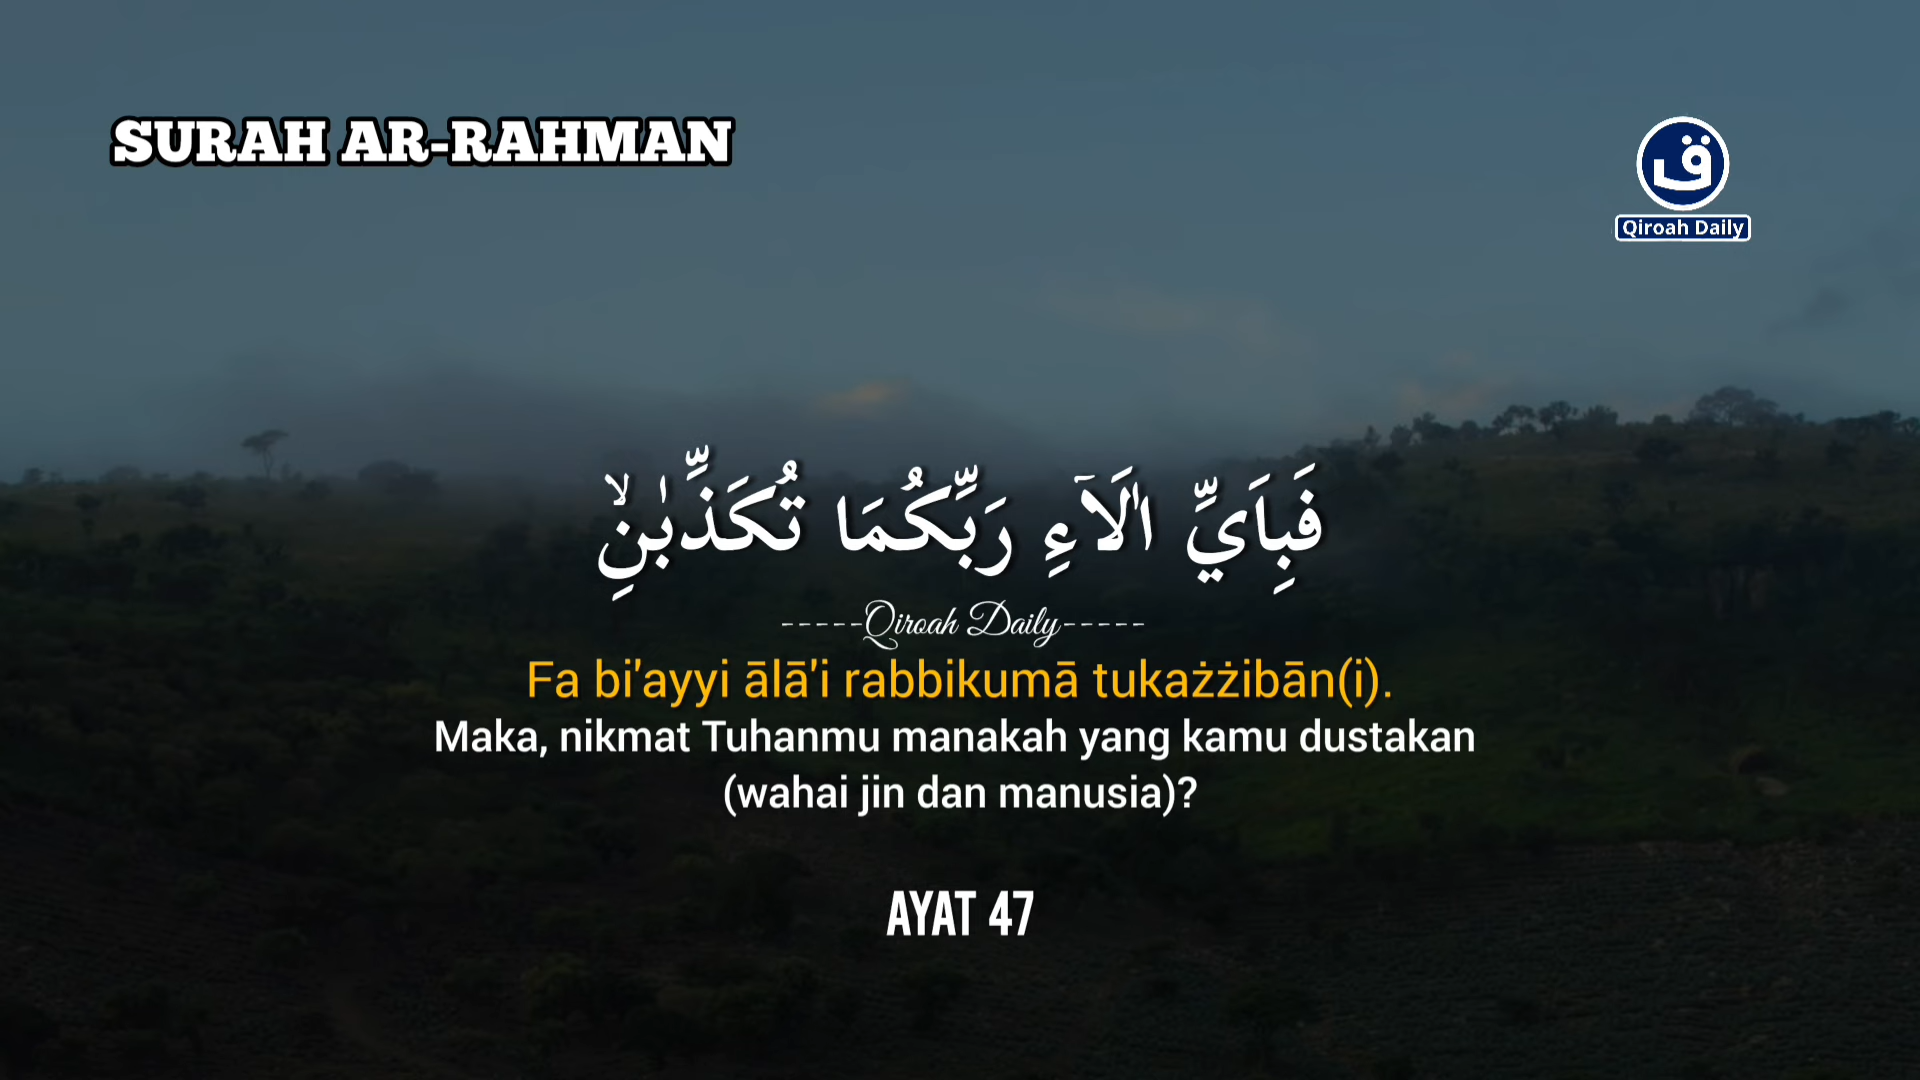 SURAH AR-RAHMAN
ق
Qiroah Daily
فَبِاَيِّ اٰلَاۤءِ رَبِّكُمَا تُكَذِّبٰنِۙ
-----Qiroah Daily-----
Fa bi'ayyi ālā'i rabbikumā tukażżibān(i).
Maka, nikmat Tuhanmu manakah yang kamu dustakan
(wahai jin dan manusia)?
AYAT 47